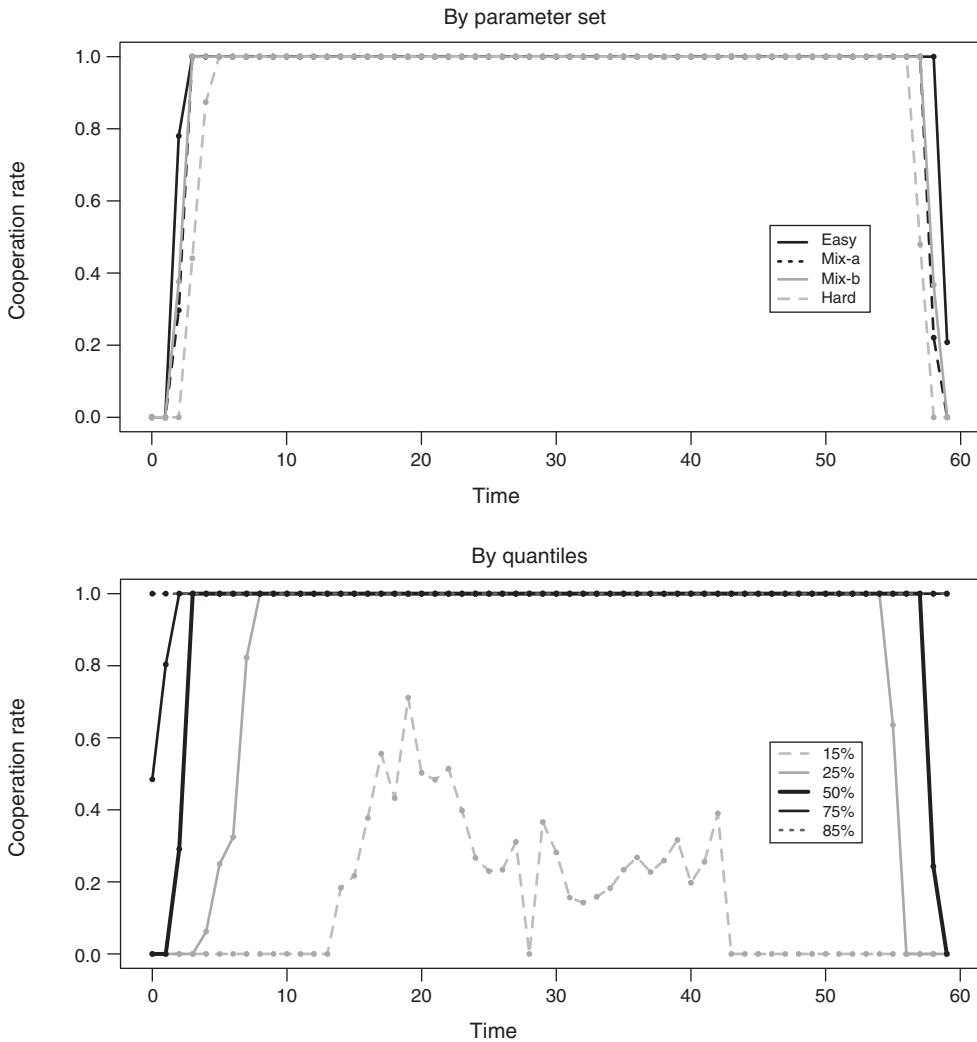 By parameter set
Cooperation rate
1.0
0.8
0.6
0.4
0.2
0.0
Easy
Mix-a
Mix-b
Hard
0 10 20 30 40 50 60
Time
By quantiles
Cooperation rate
1.0
0.8
0.6
0.4
0.2
0.0
15%
25%
50%
75%
85%
0 10 20 30 40 50 60
Time